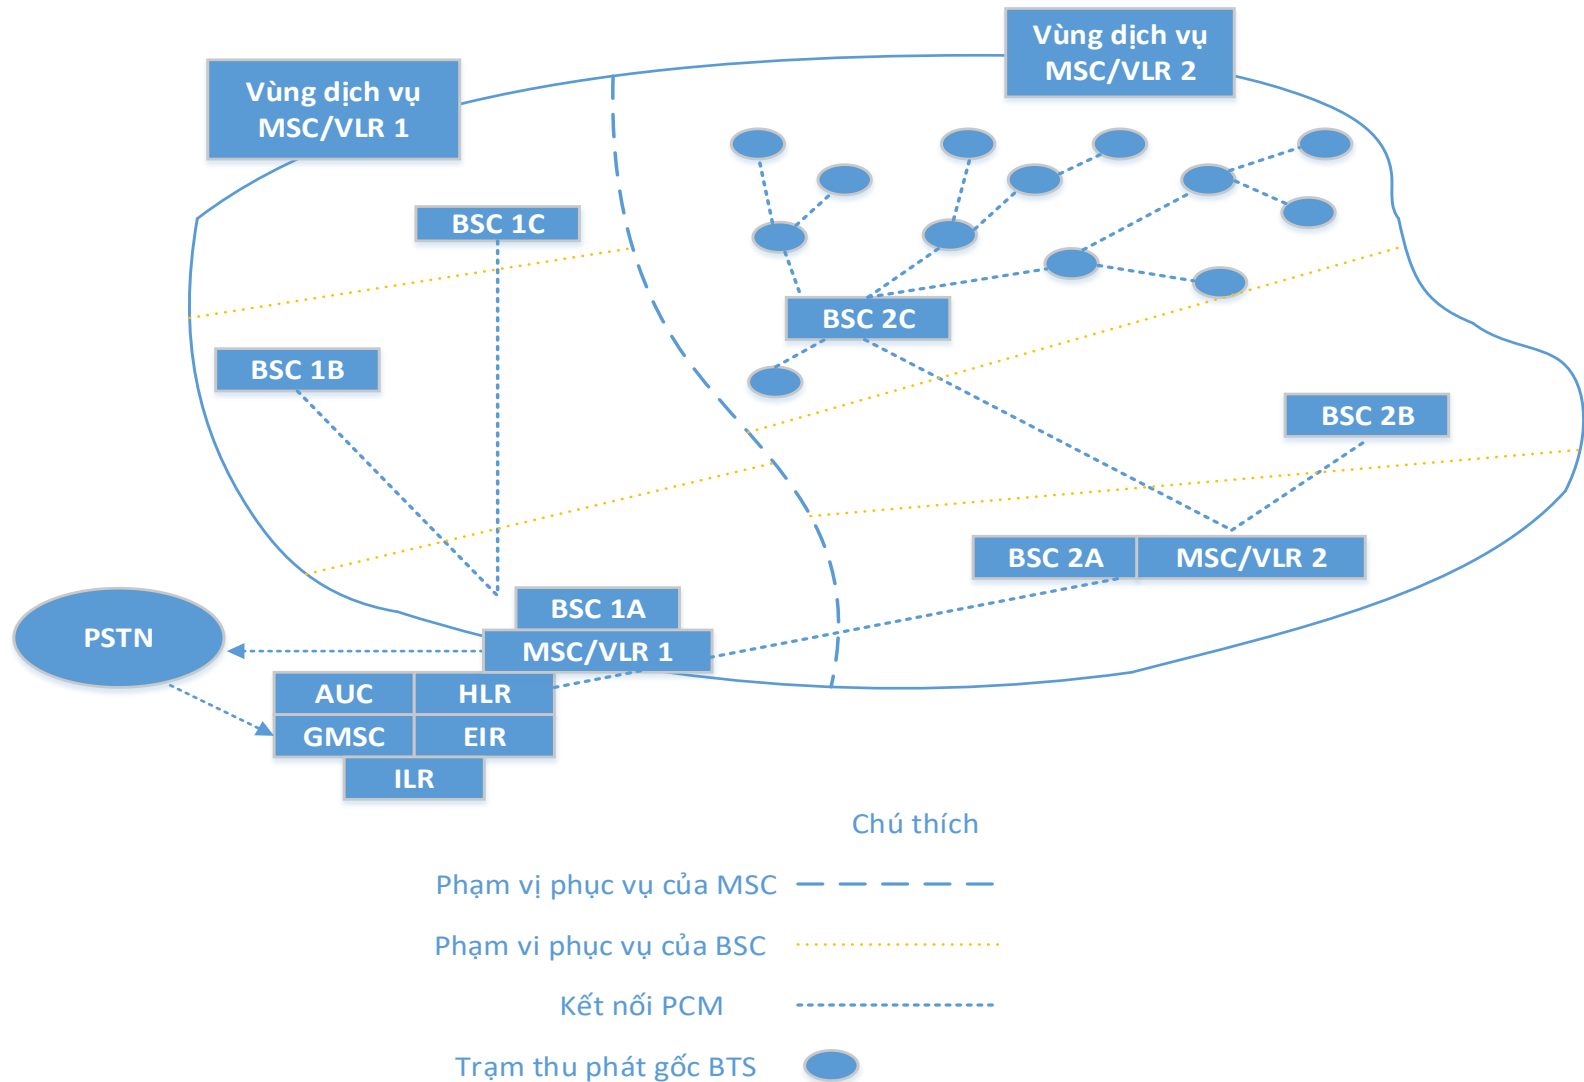 Vùng dịch vụ
MSC/VLR 1
Vùng dịch vụ
MSC/VLR 2
BSC 1C
BSC 2C
BSC 1B
BSC 2B
BSC 2A
MSC/VLR 2
BSC 1A
MSC/VLR 1
PSTN
AUC
HLR
GMSC
EIR
ILR
Chú thích
Phạm vị phục vụ của MSC
Phạm vi phục vụ của BSC
Kết nối PCM
Trạm thu phát gốc BTS